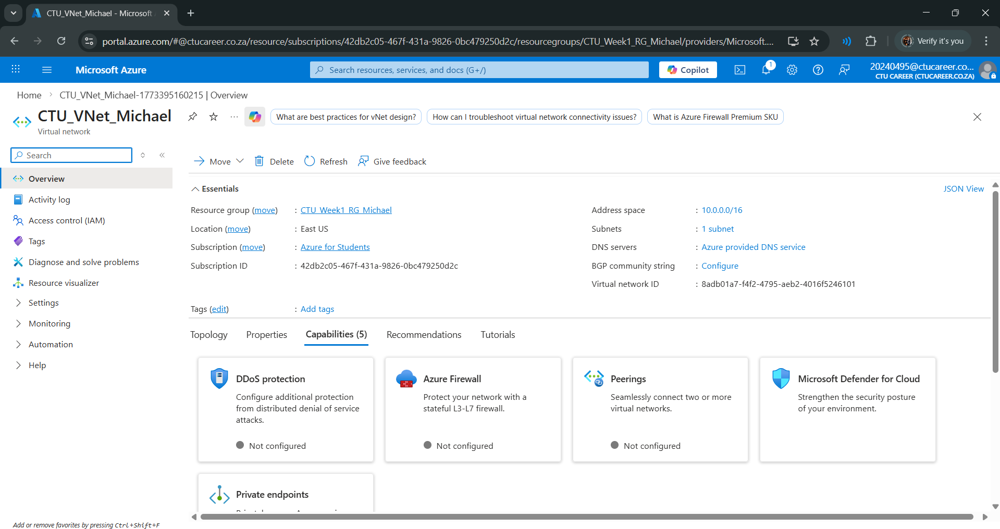 CTU_VNet_Michael - Microsoft
portal.azure.com/#@ctucareer.co.za/resource/subscriptions/42db2c05-467f-431a-9826-0bc479250d2c/resourcegroups/CTU_Week1_RG_Michael/providers/Microsoft....
Verify it's you
Microsoft Azure
Search resources, services, and docs (G+/)
Copilot
1
20240495@ctucareer.co...
CTU CAREER (CTUCAREER.CO.ZA)
Home > CTU_VNet_Michael-1773395160215 | Overview
CTU_VNet_Michael
Virtual network
What are best practices for vNet design?
How can I troubleshoot virtual network connectivity issues?
What is Azure Firewall Premium SKU
Search
Overview
Activity log
Access control (IAM)
Tags
Diagnose and solve problems
Resource visualizer
Settings
Monitoring
Automation
Help
Add or remove favorites by pressing Ctrl+Shift+F
Move
Delete
Refresh
Give feedback
Essentials
JSON View
Resource group (move) : CTU_Week1_RG_Michael
Location (move) : East US
Subscription (move) : Azure for Students
Subscription ID : 42db2c05-467f-431a-9826-0bc479250d2c
Address space : 10.0.0.0/16
Subnets : 1 subnet
DNS servers : Azure provided DNS service
BGP community string : Configure
Virtual network ID : 8adb01a7-f4f2-4795-aeb2-4016f5246101
Tags (edit) : Add tags
Topology
Properties
Capabilities (5)
Recommendations
Tutorials
DDoS protection
Configure additional protection
from distributed denial of service
attacks.
Not configured
Azure Firewall
Protect your network with a
stateful L3-L7 firewall.
Not configured
Peerings
Seamlessly connect two or more
virtual networks.
Not configured
Microsoft Defender for Cloud
Strengthen the security posture
of your environment.
Private endpoints